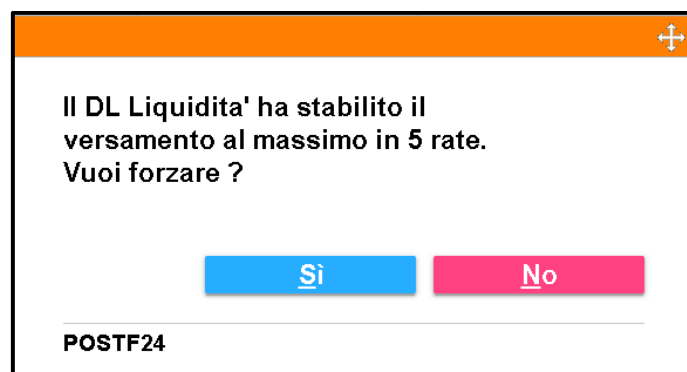 Il DL Liquidita' ha stabilito il
versamento al massimo in 5 rate.
Vuoi forzare ?
Sì
No
POSTF24